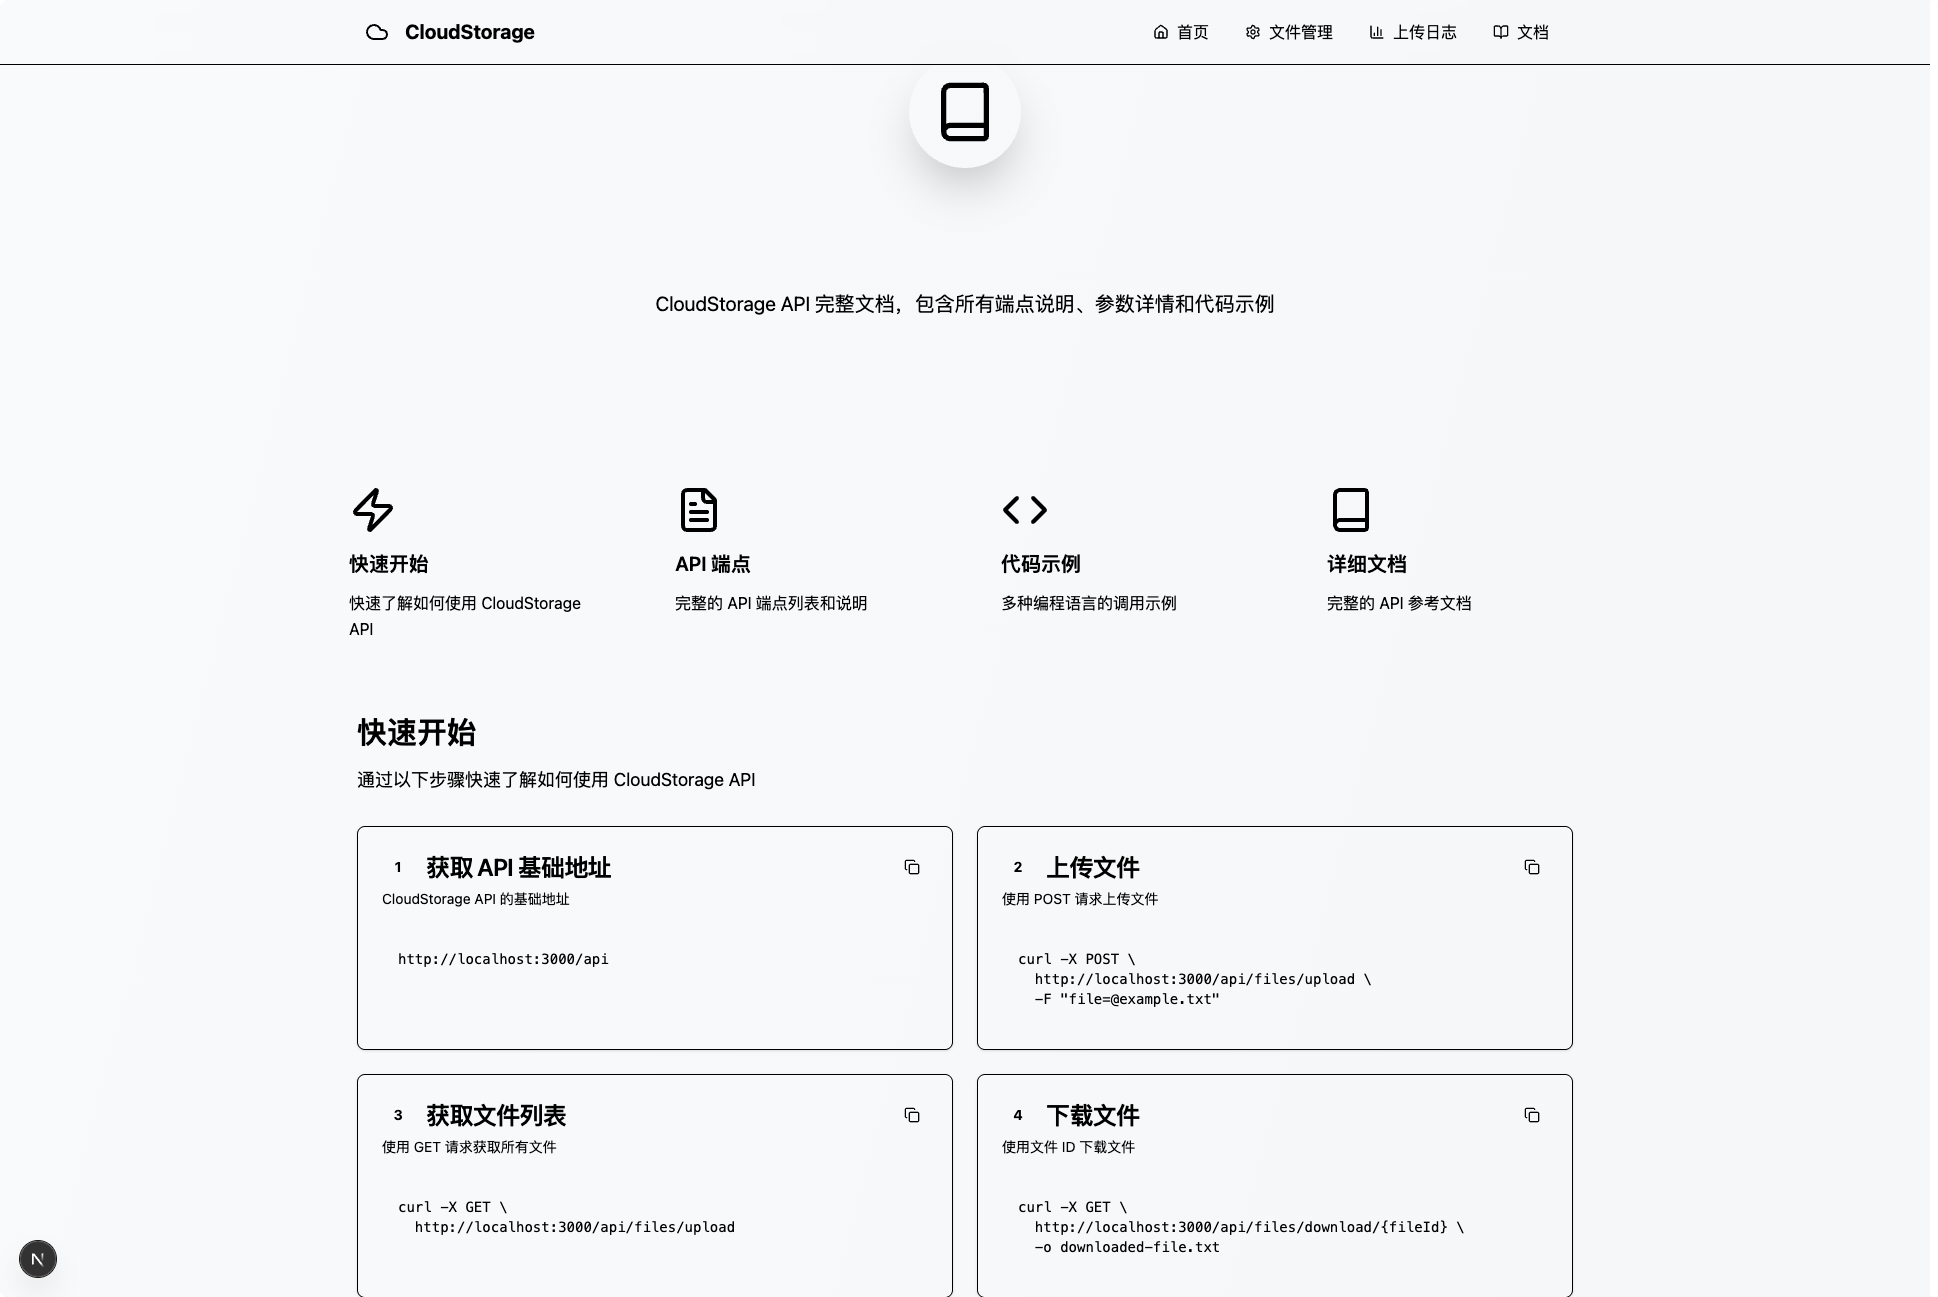 CloudStorage
首页
文件管理
上传日志
文档
CloudStorage API 完整文档，包含所有端点说明、参数详情和代码示例
快速开始
快速了解如何使用 CloudStorage
API
API 端点
完整的 API 端点列表和说明
代码示例
多种编程语言的调用示例
详细文档
完整的 API 参考文档
快速开始
通过以下步骤快速了解如何使用 CloudStorage API
1 获取 API 基础地址
CloudStorage API 的基础地址
http://localhost:3000/api
2 上传文件
使用 POST 请求上传文件
curl -X POST \
  http://localhost:3000/api/files/upload \
  -F "file=@example.txt"
3 获取文件列表
使用 GET 请求获取所有文件
curl -X GET \
  http://localhost:3000/api/files/upload
4 下载文件
使用文件 ID 下载文件
curl -X GET \
  http://localhost:3000/api/files/download/{fileId} \
  -o downloaded-file.txt
N